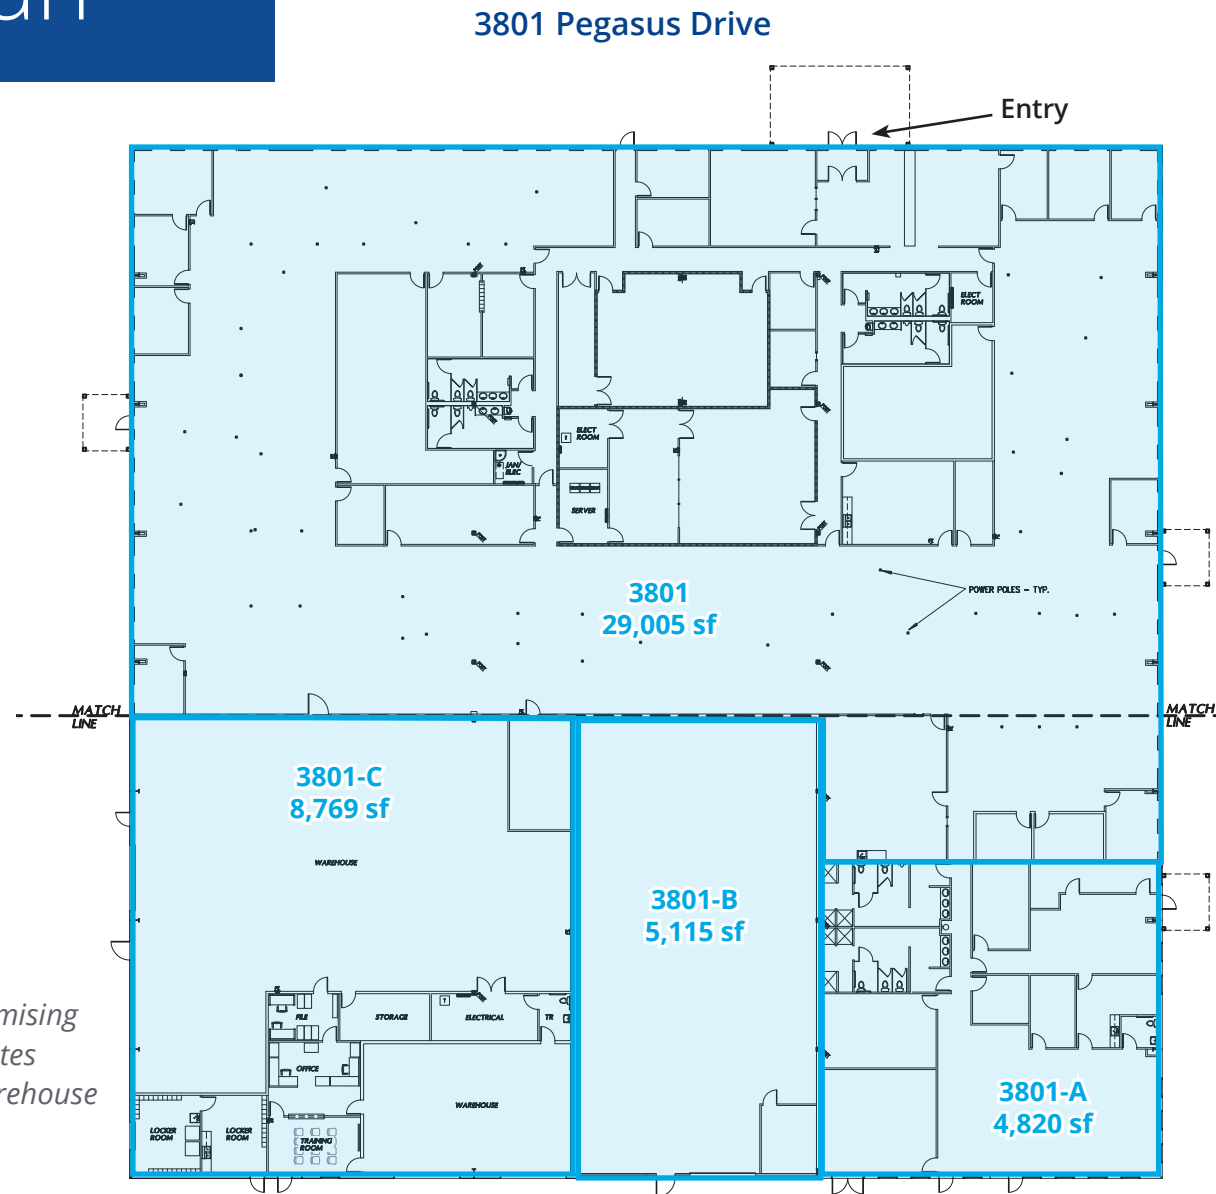 3801 Pegasus Drive
Entry
ELECT
ROOM
ELECT
ROOM
JAN/
ELEC
SERVER
3801
29,005 sf
POWER POLES - TYP.
MATCH
LINE
MATCH
LINE
3801-C
8,769 sf
WAREHOUSE
3801-B
5,115 sf
FILE
STORAGE
ELECTRICAL
TR
OFFICE
WAREHOUSE
LOCKER
ROOM
LOCKER
ROOM
TRAINING
ROOM
3801-A
4,820 sf
mising
tes
rehouse